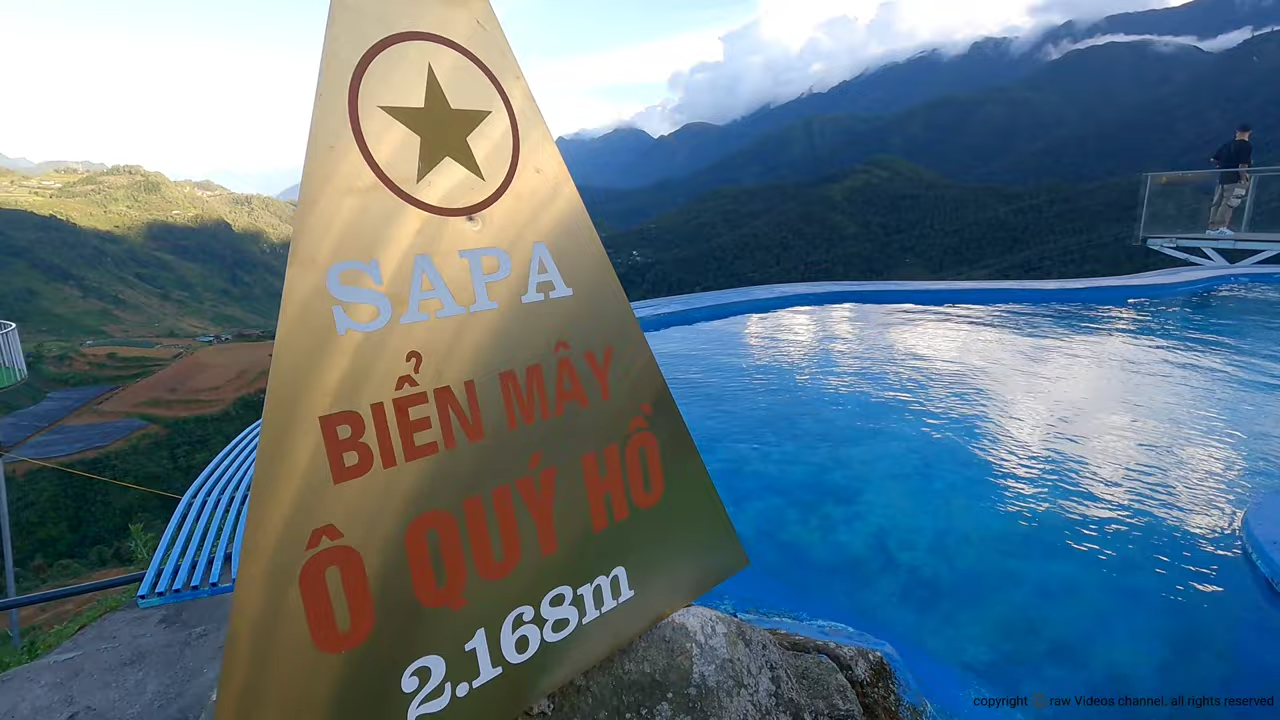 SAPA
BIỂN MÂY
Ô QUÝ HỒ
2.168m
copyright raw Videos channel. all rights reserved